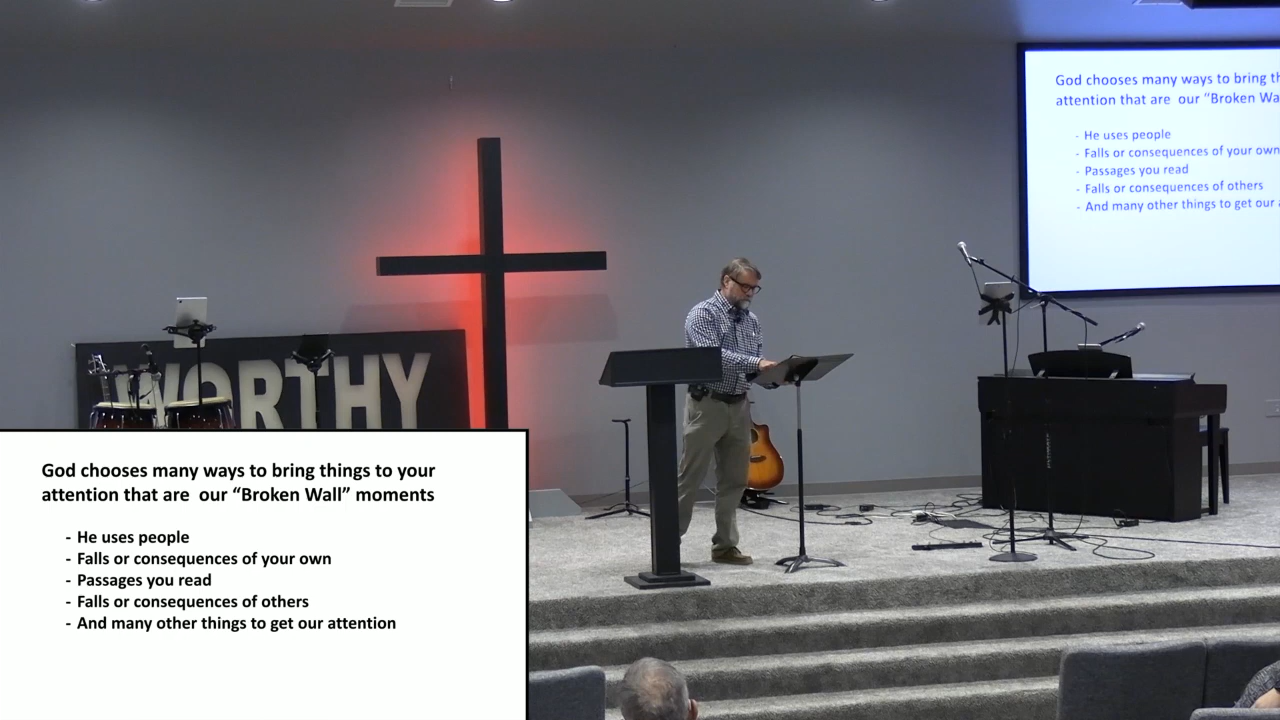 God chooses many ways to bring th
attention that are our “Broken Wa
- He uses people
- Falls or consequences of your own
- Passages you read
- Falls or consequences of others
- And many other things to get our a
WORTHY
God chooses many ways to bring things to your
attention that are our “Broken Wall” moments
- He uses people
- Falls or consequences of your own
- Passages you read
- Falls or consequences of others
- And many other things to get our attention